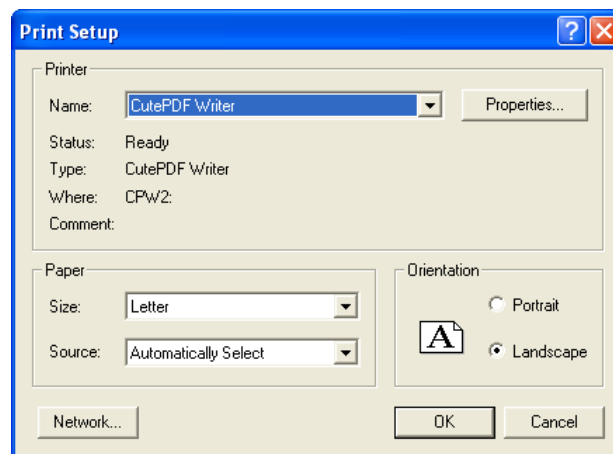 Print Setup
Printer
Name: CutePDF Writer Properties...
Status: Ready
Type: CutePDF Writer
Where: CPW2:
Comment:
Paper Orientation
Size: Letter Portrait
A
Source: Automatically Select Landscape
Network... OK Cancel